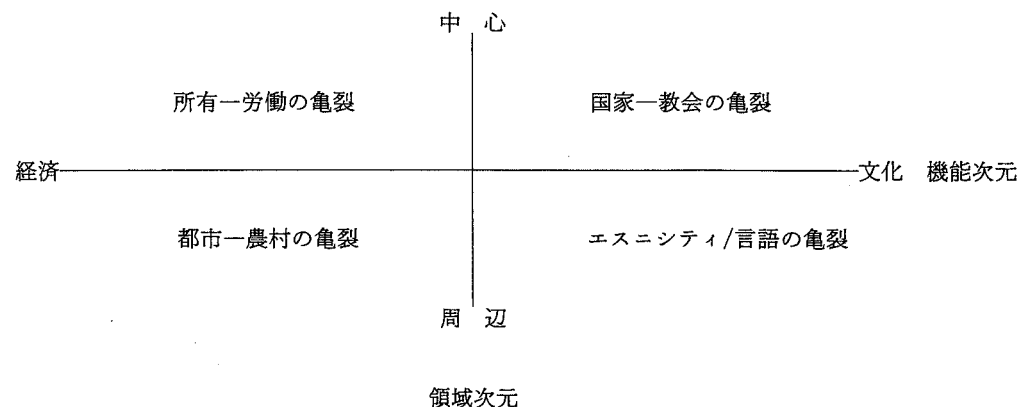 中 心
所有―労働の亀裂 国家―教会の亀裂
経済 文化 機能次元
都市―農村の亀裂 エスニシティ/言語の亀裂
周 辺
領域次元